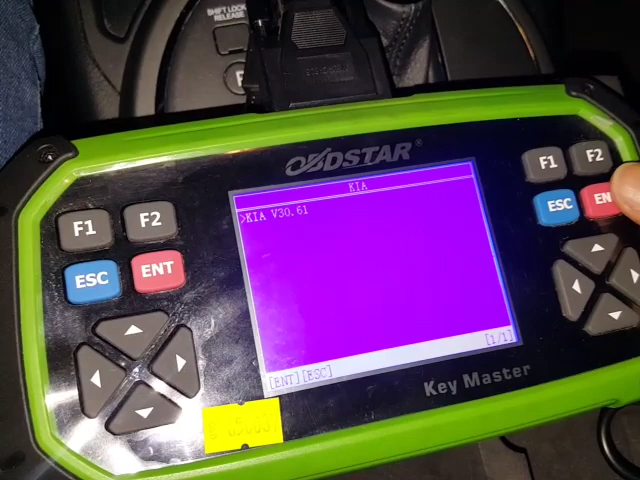 SHIFT LOCK
RELEASE
OBDSTAR®
KIA
>KIA V30.61
[1/1]
[ENT][ESC]
F1
F2
ESC
ENT
F1
F2
ESC
EN
Key Master